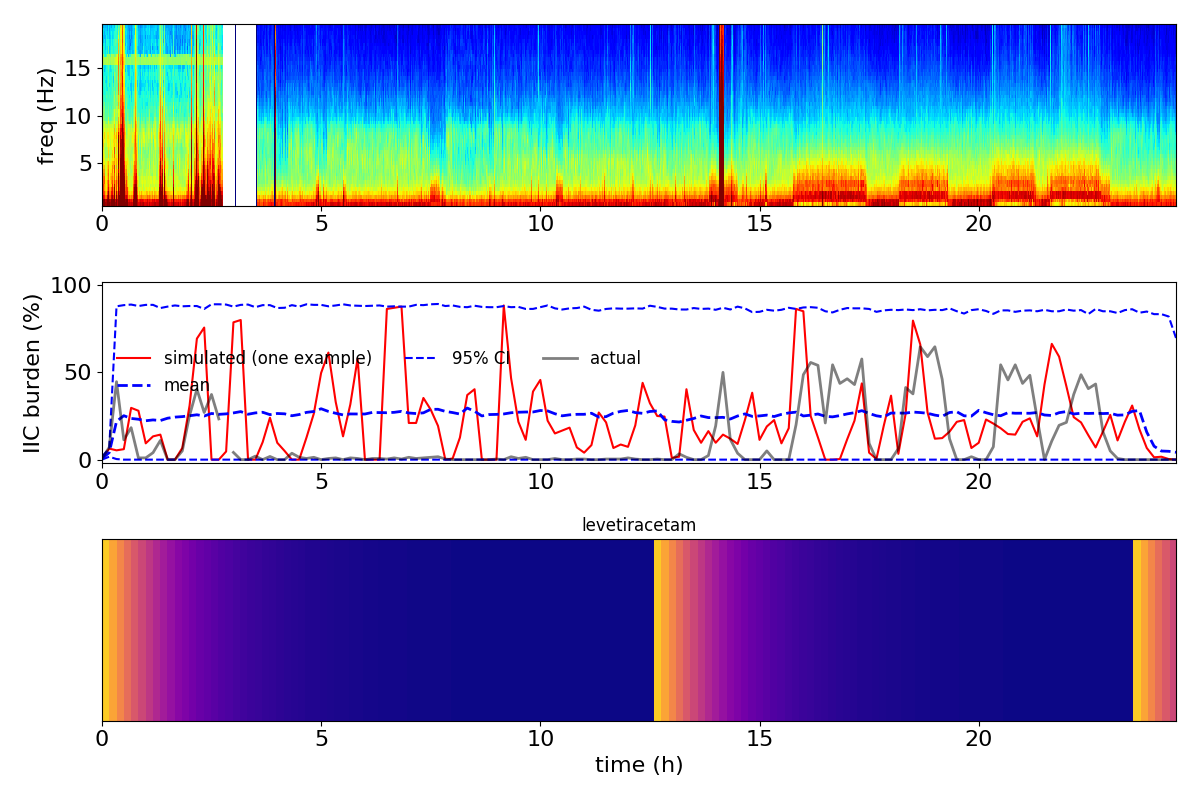 freq (Hz)
15
10
5
0 5 10 15 20
IIC burden (%)
100
50
0
simulated (one example) 95% CI actual
mean
0 5 10 15 20
levetiracetam
0 5 10 15 20
time (h)